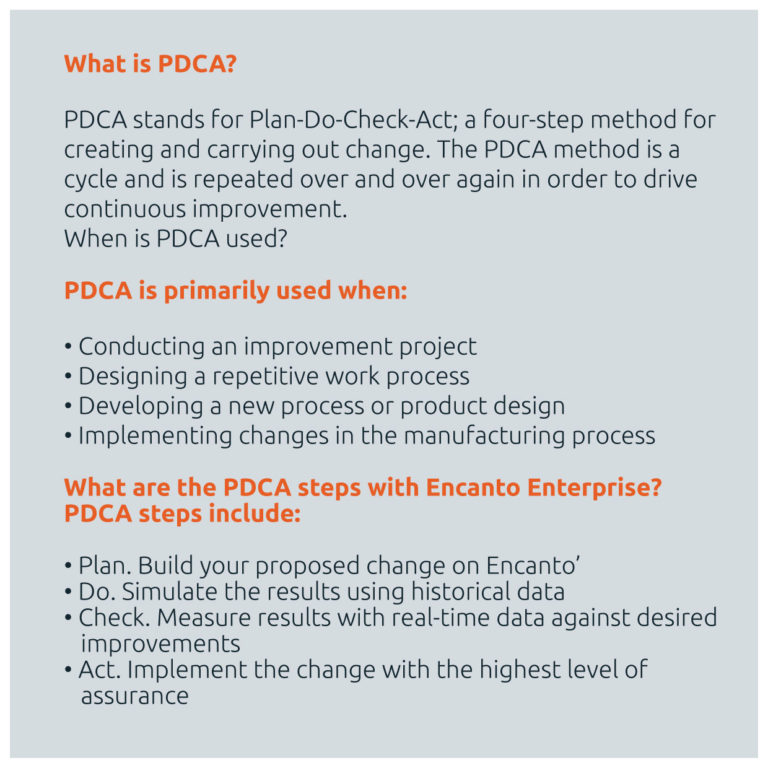 What is PDCA?
PDCA stands for Plan-Do-Check-Act; a four-step method for
creating and carrying out change. The PDCA method is a
cycle and is repeated over and over again in order to drive
continuous improvement.
When is PDCA used?
PDCA is primarily used when:
• Conducting an improvement project
• Designing a repetitive work process
• Developing a new process or product design
• Implementing changes in the manufacturing process
What are the PDCA steps with Encanto Enterprise?
PDCA steps include:
• Plan. Build your proposed change on Encanto’
• Do. Simulate the results using historical data
• Check. Measure results with real-time data against desired
improvements
• Act. Implement the change with the highest level of
assurance